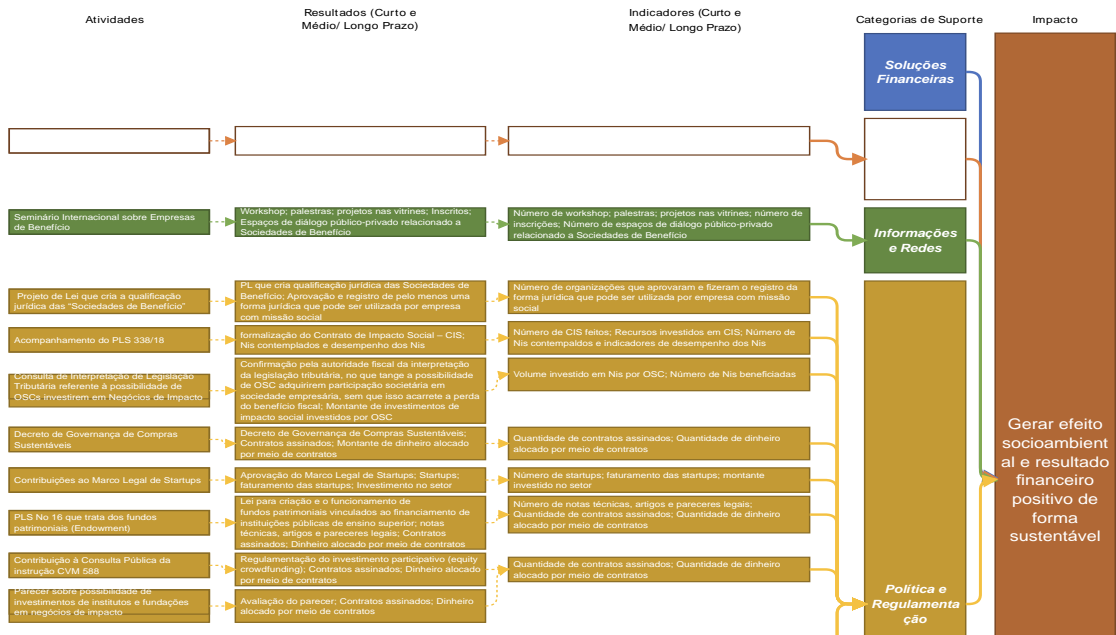 Atividades
Resultados (Curto e
Médio/ Longo Prazo)
Indicadores (Curto e
Médio/ Longo Prazo)
Categorias de Suporte
Impacto
Soluções
Financeiras
Seminário Internacional sobre Empresas
de Benefício
Workshop; palestras; projetos nas vitrines; Inscritos;
Espaços de diálogo público-privado relacionado a
Sociedades de Benefício
Número de workshop; palestras; projetos nas vitrines; número de
inscrições; Número de espaços de diálogo público-privado
relacionado a Sociedades de Benefício
Informações
e Redes
Projeto de Lei que cria a qualificação
jurídica das "Sociedades de Benefício"
PL que cria qualificação jurídica das Sociedades de
Benefício; Aprovação e registro de pelo menos uma
forma jurídica que pode ser utilizada por empresa
com missão social
Número de organizações que aprovaram e fizeram o registro da
forma jurídica que pode ser utilizada por empresa com missão
social
Acompanhamento do PLS 338/18
formalização do Contrato de Impacto Social – CIS;
Nis contemplados e desempenho dos Nis
Número de CIS feitos; Recursos investidos em CIS; Número de
Nis contempaldos e indicadores de desempenho dos Nis
Consulta de Interpretação de Legislação
Tributária referente à possibilidade de
OSCs investirem em Negócios de Impacto
Confirmação pela autoridade fiscal da interpretação
da legislação tributária, no que tange a possibilidade
de OSC adquirirem participação societária em
sociedade empresária, sem que isso acarrete a perda
do benefício fiscal; Montante de investimentos de
impacto social investidos por OSC
Volume investido em Nis por OSC; Número de Nis beneficiadas
Decreto de Governança de Compras
Sustentáveis
Decreto de Governança de Compras Sustentáveis;
Contratos assinados; Montante de dinheiro alocado
por meio de contratos
Quantidade de contratos assinados; Quantidade de dinheiro
alocado por meio de contratos
Contribuições ao Marco Legal de Startups
Aprovação do Marco Legal de Startups; Startups;
faturamento das startups; Investimento no setor
Número de startups; faturamento das startups; montante
investido no setor
PLS No 16 que trata dos fundos
patrimoniais (Endowment)
Lei para criação e o funcionamento de
fundos patrimoniais vinculados ao financiamento de
instituições públicas de ensino superior; notas
técnicas, artigos e pareceres legais; Contratos
assinados; Dinheiro alocado por meio de contratos
Número de notas técnicas, artigos e pareceres legais;
Quantidade de contratos assinados; Quantidade de dinheiro
alocado por meio de contratos
Contribuição à Consulta Pública da
instrução CVM 588
Regulamentação do investimento participativo (equity
crowdfunding); Contratos assinados; Dinheiro alocado
por meio de contratos
Quantidade de contratos assinados; Quantidade de dinheiro
alocado por meio de contratos
Parecer sobre possibilidade de
investimentos de institutos e fundações
em negócios de impacto
Avaliação do parecer; Contratos assinados; Dinheiro
alocado por meio de contratos
Política e
Regulamenta
ção
Gerar efeito
socioambient
al e resultado
financeiro
positivo de
forma
sustentável